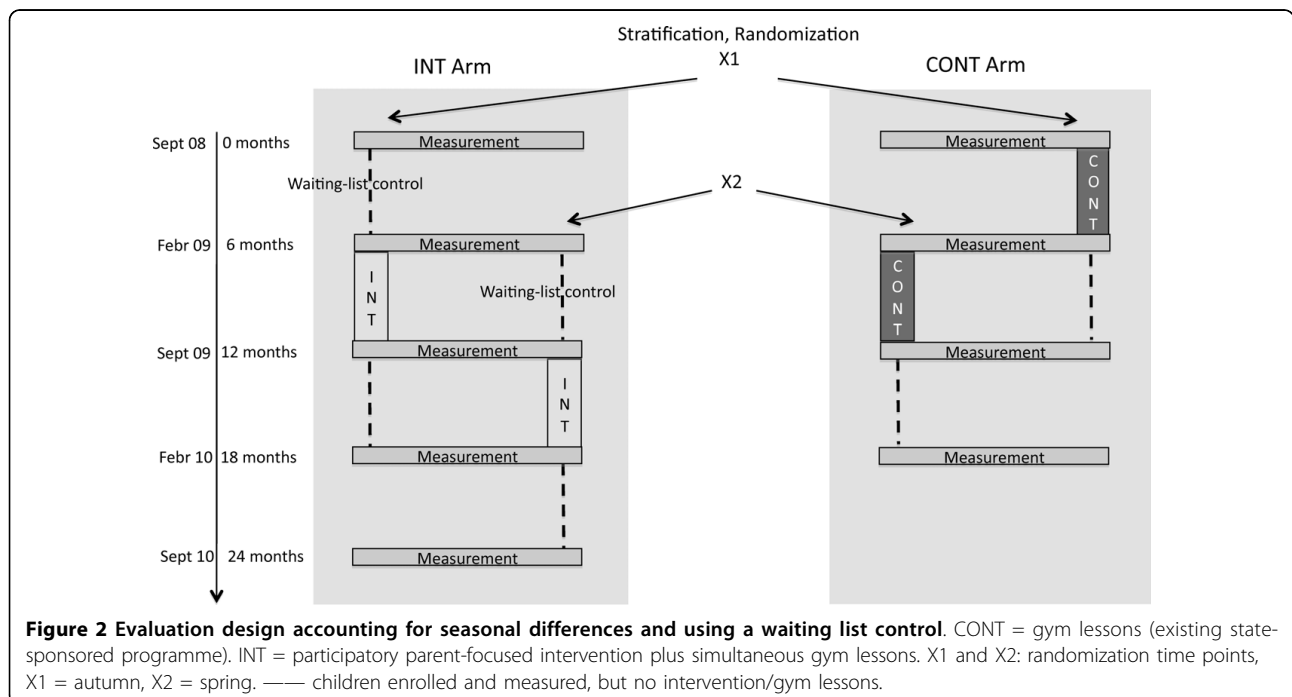 Stratification, Randomization
X1
INT Arm
CONT Arm
Sept 08 0 months
Measurement
Measurement
Waiting-list control
CONT
X2
Febr 09 6 months
Measurement
Measurement
INT
Waiting-list control
CONT
Sept 09 12 months
Measurement
Measurement
INT
Febr 10 18 months
Measurement
Measurement
Sept 10 24 months
Measurement
Figure 2 Evaluation design accounting for seasonal differences and using a waiting list control. CONT = gym lessons (existing state-
sponsored programme). INT = participatory parent-focused intervention plus simultaneous gym lessons. X1 and X2: randomization time points,
X1 = autumn, X2 = spring. —— children enrolled and measured, but no intervention/gym lessons.